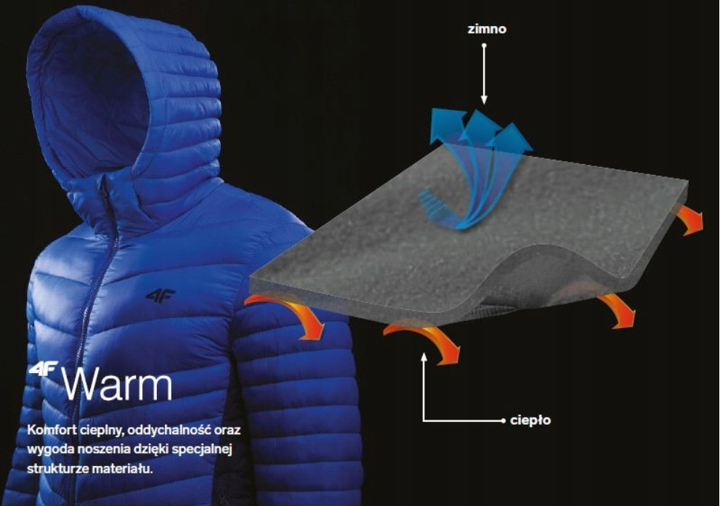 zimno
4F
4F Warm
Komfort cieplny, oddychalność oraz
wygoda noszenia dzięki specjalnej
strukturze materiału.
ciepło